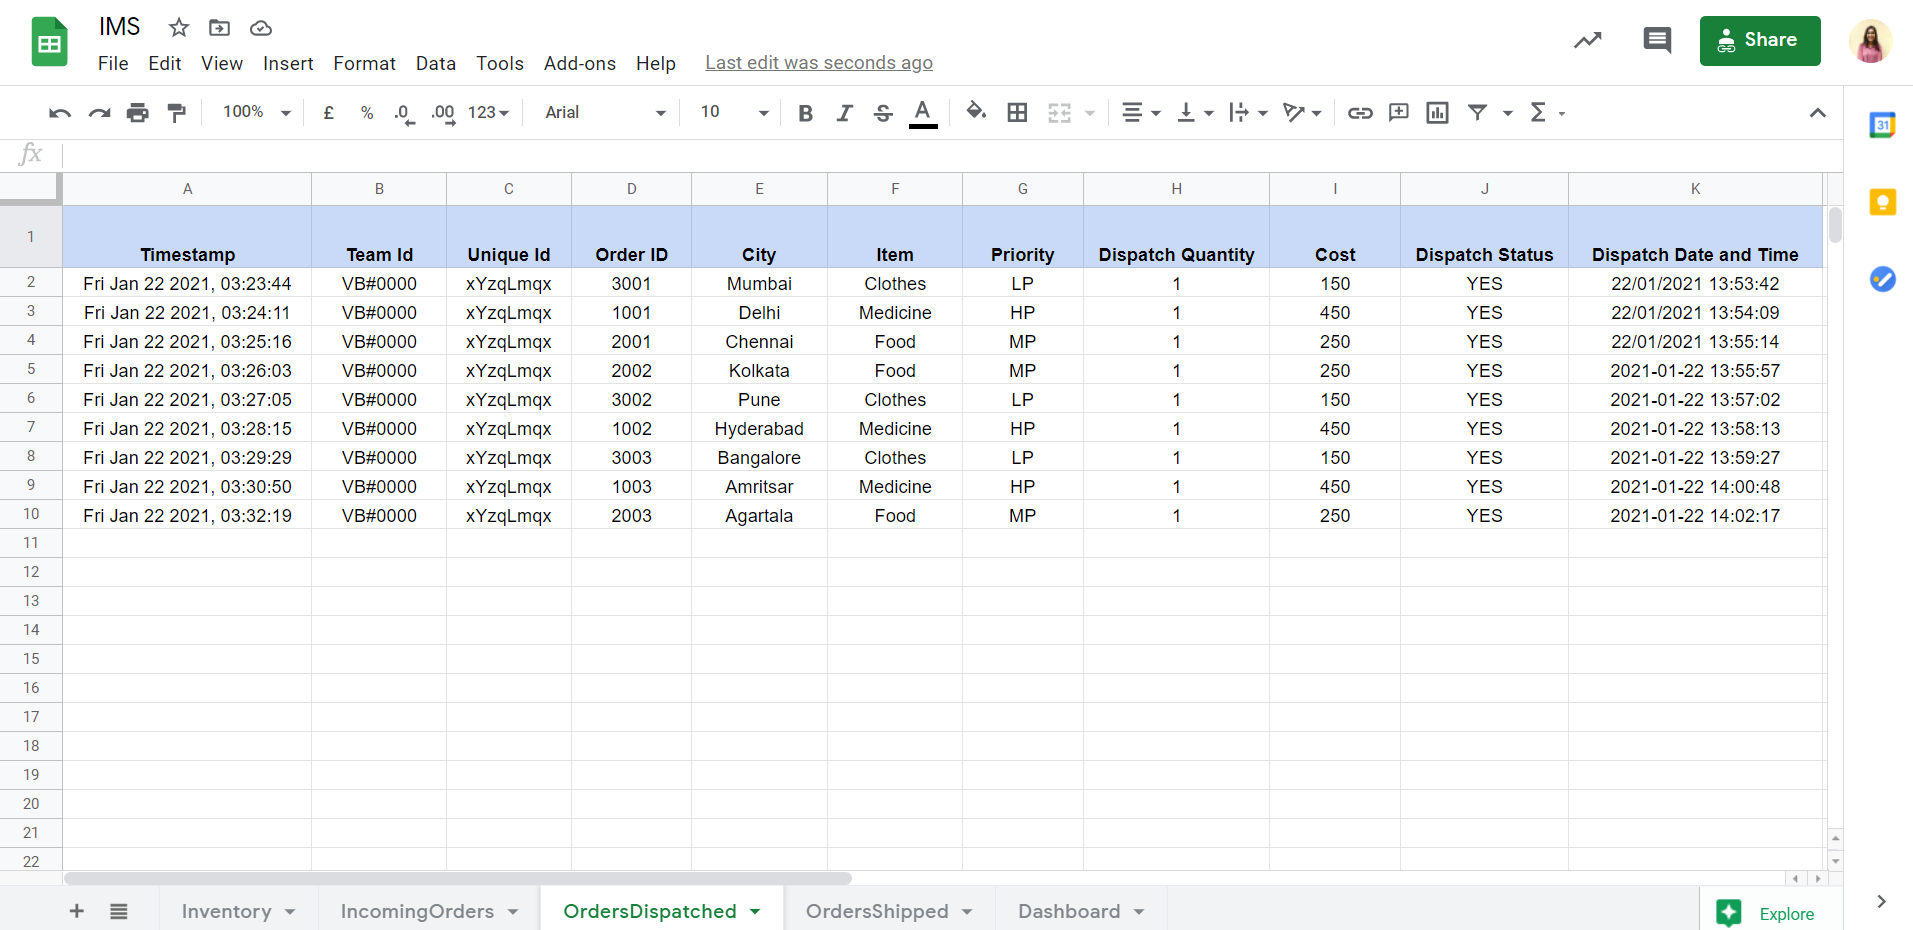 IMS
File Edit View Insert Format Data Tools Add-ons Help Last edit was seconds ago
Share
100% £ % .0 .00 123 Arial 10 B I S A Σ
31
fx
A B C D E F G H I J K
1 Timestamp Team Id Unique Id Order ID City Item Priority Dispatch Quantity Cost Dispatch Status Dispatch Date and Time
2 Fri Jan 22 2021, 03:23:44 VB#0000 xYzqLmqx 3001 Mumbai Clothes LP 1 150 YES 22/01/2021 13:53:42
3 Fri Jan 22 2021, 03:24:11 VB#0000 xYzqLmqx 1001 Delhi Medicine HP 1 450 YES 22/01/2021 13:54:09
4 Fri Jan 22 2021, 03:25:16 VB#0000 xYzqLmqx 2001 Chennai Food MP 1 250 YES 22/01/2021 13:55:14
5 Fri Jan 22 2021, 03:26:03 VB#0000 xYzqLmqx 2002 Kolkata Food MP 1 250 YES 2021-01-22 13:55:57
6 Fri Jan 22 2021, 03:27:05 VB#0000 xYzqLmqx 3002 Pune Clothes LP 1 150 YES 2021-01-22 13:57:02
7 Fri Jan 22 2021, 03:28:15 VB#0000 xYzqLmqx 1002 Hyderabad Medicine HP 1 450 YES 2021-01-22 13:58:13
8 Fri Jan 22 2021, 03:29:29 VB#0000 xYzqLmqx 3003 Bangalore Clothes LP 1 150 YES 2021-01-22 13:59:27
9 Fri Jan 22 2021, 03:30:50 VB#0000 xYzqLmqx 1003 Amritsar Medicine HP 1 450 YES 2021-01-22 14:00:48
10 Fri Jan 22 2021, 03:32:19 VB#0000 xYzqLmqx 2003 Agartala Food MP 1 250 YES 2021-01-22 14:02:17
11
12
13
14
15
16
17
18
19
20
21
22
Inventory IncomingOrders OrdersDispatched OrdersShipped Dashboard Explore